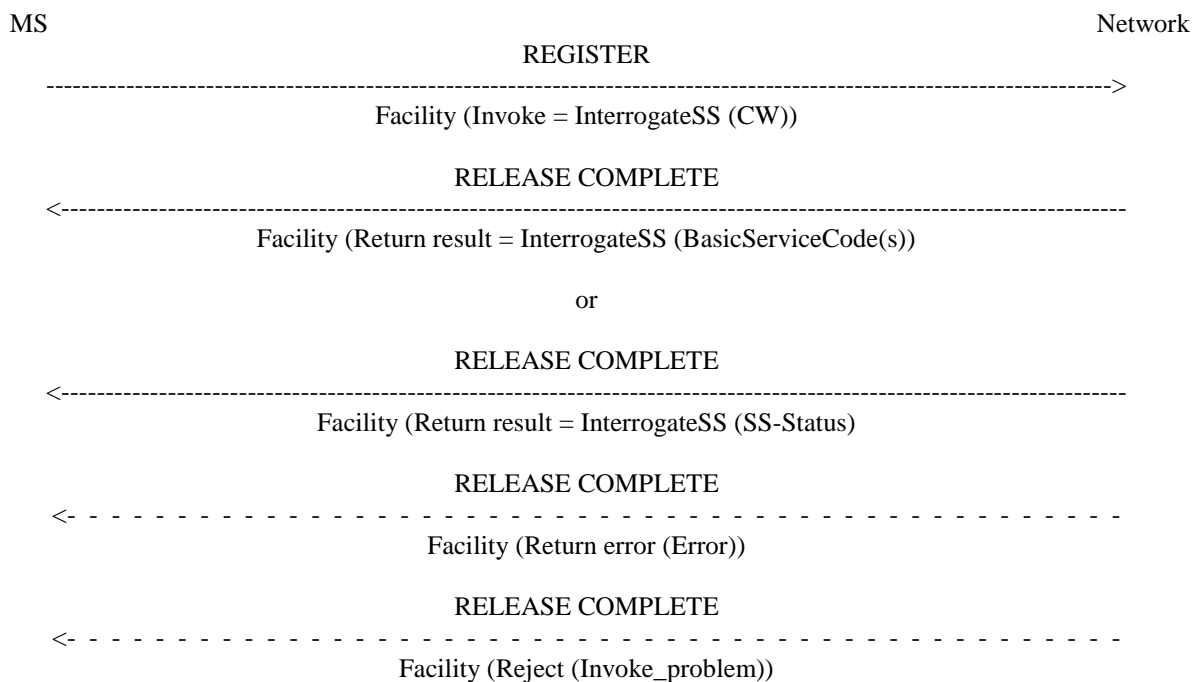 MS Network
REGISTER
------------------------------------------------------------------------------------------------------------------------>
Facility (Invoke = InterrogateSS (CW))
RELEASE COMPLETE
<------------------------------------------------------------------------------------------------------------------------
Facility (Return result = InterrogateSS (BasicServiceCode(s))
or
RELEASE COMPLETE
<------------------------------------------------------------------------------------------------------------------------
Facility (Return result = InterrogateSS (SS-Status)
RELEASE COMPLETE
<- - - - - - - - - - - - - - - - - - - - - - - - - - - - - - - - - - - - - - - - - - - - - - - -
Facility (Return error (Error))
RELEASE COMPLETE
<- - - - - - - - - - - - - - - - - - - - - - - - - - - - - - - - - - - - - - - - - - - - - - - -
Facility (Reject (Invoke_problem))